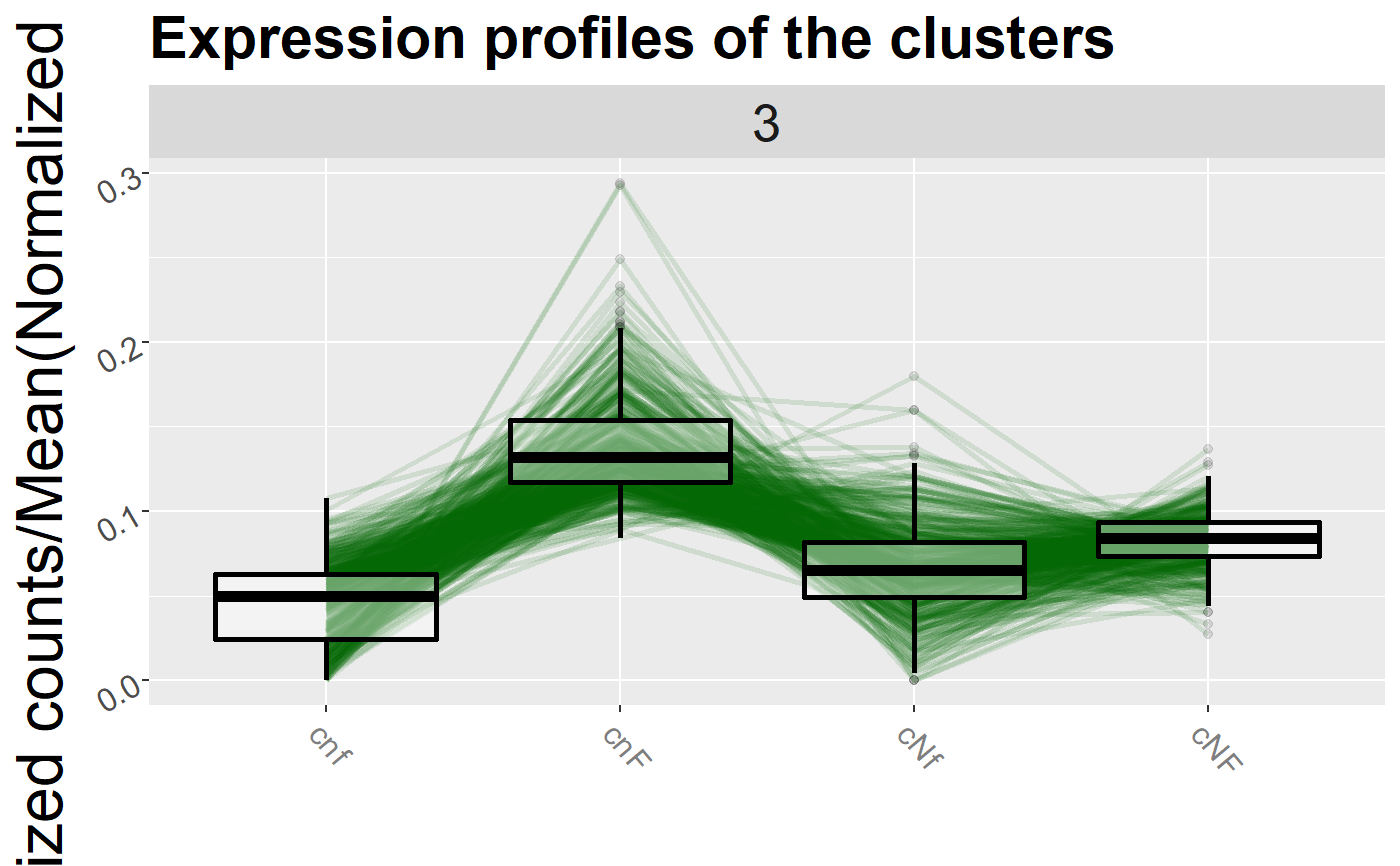 Expression profiles of the clusters
3
ized counts/Mean(Normalized
0.3
0.2
0.1
0.0
cnf
cnF
cNf
cNF